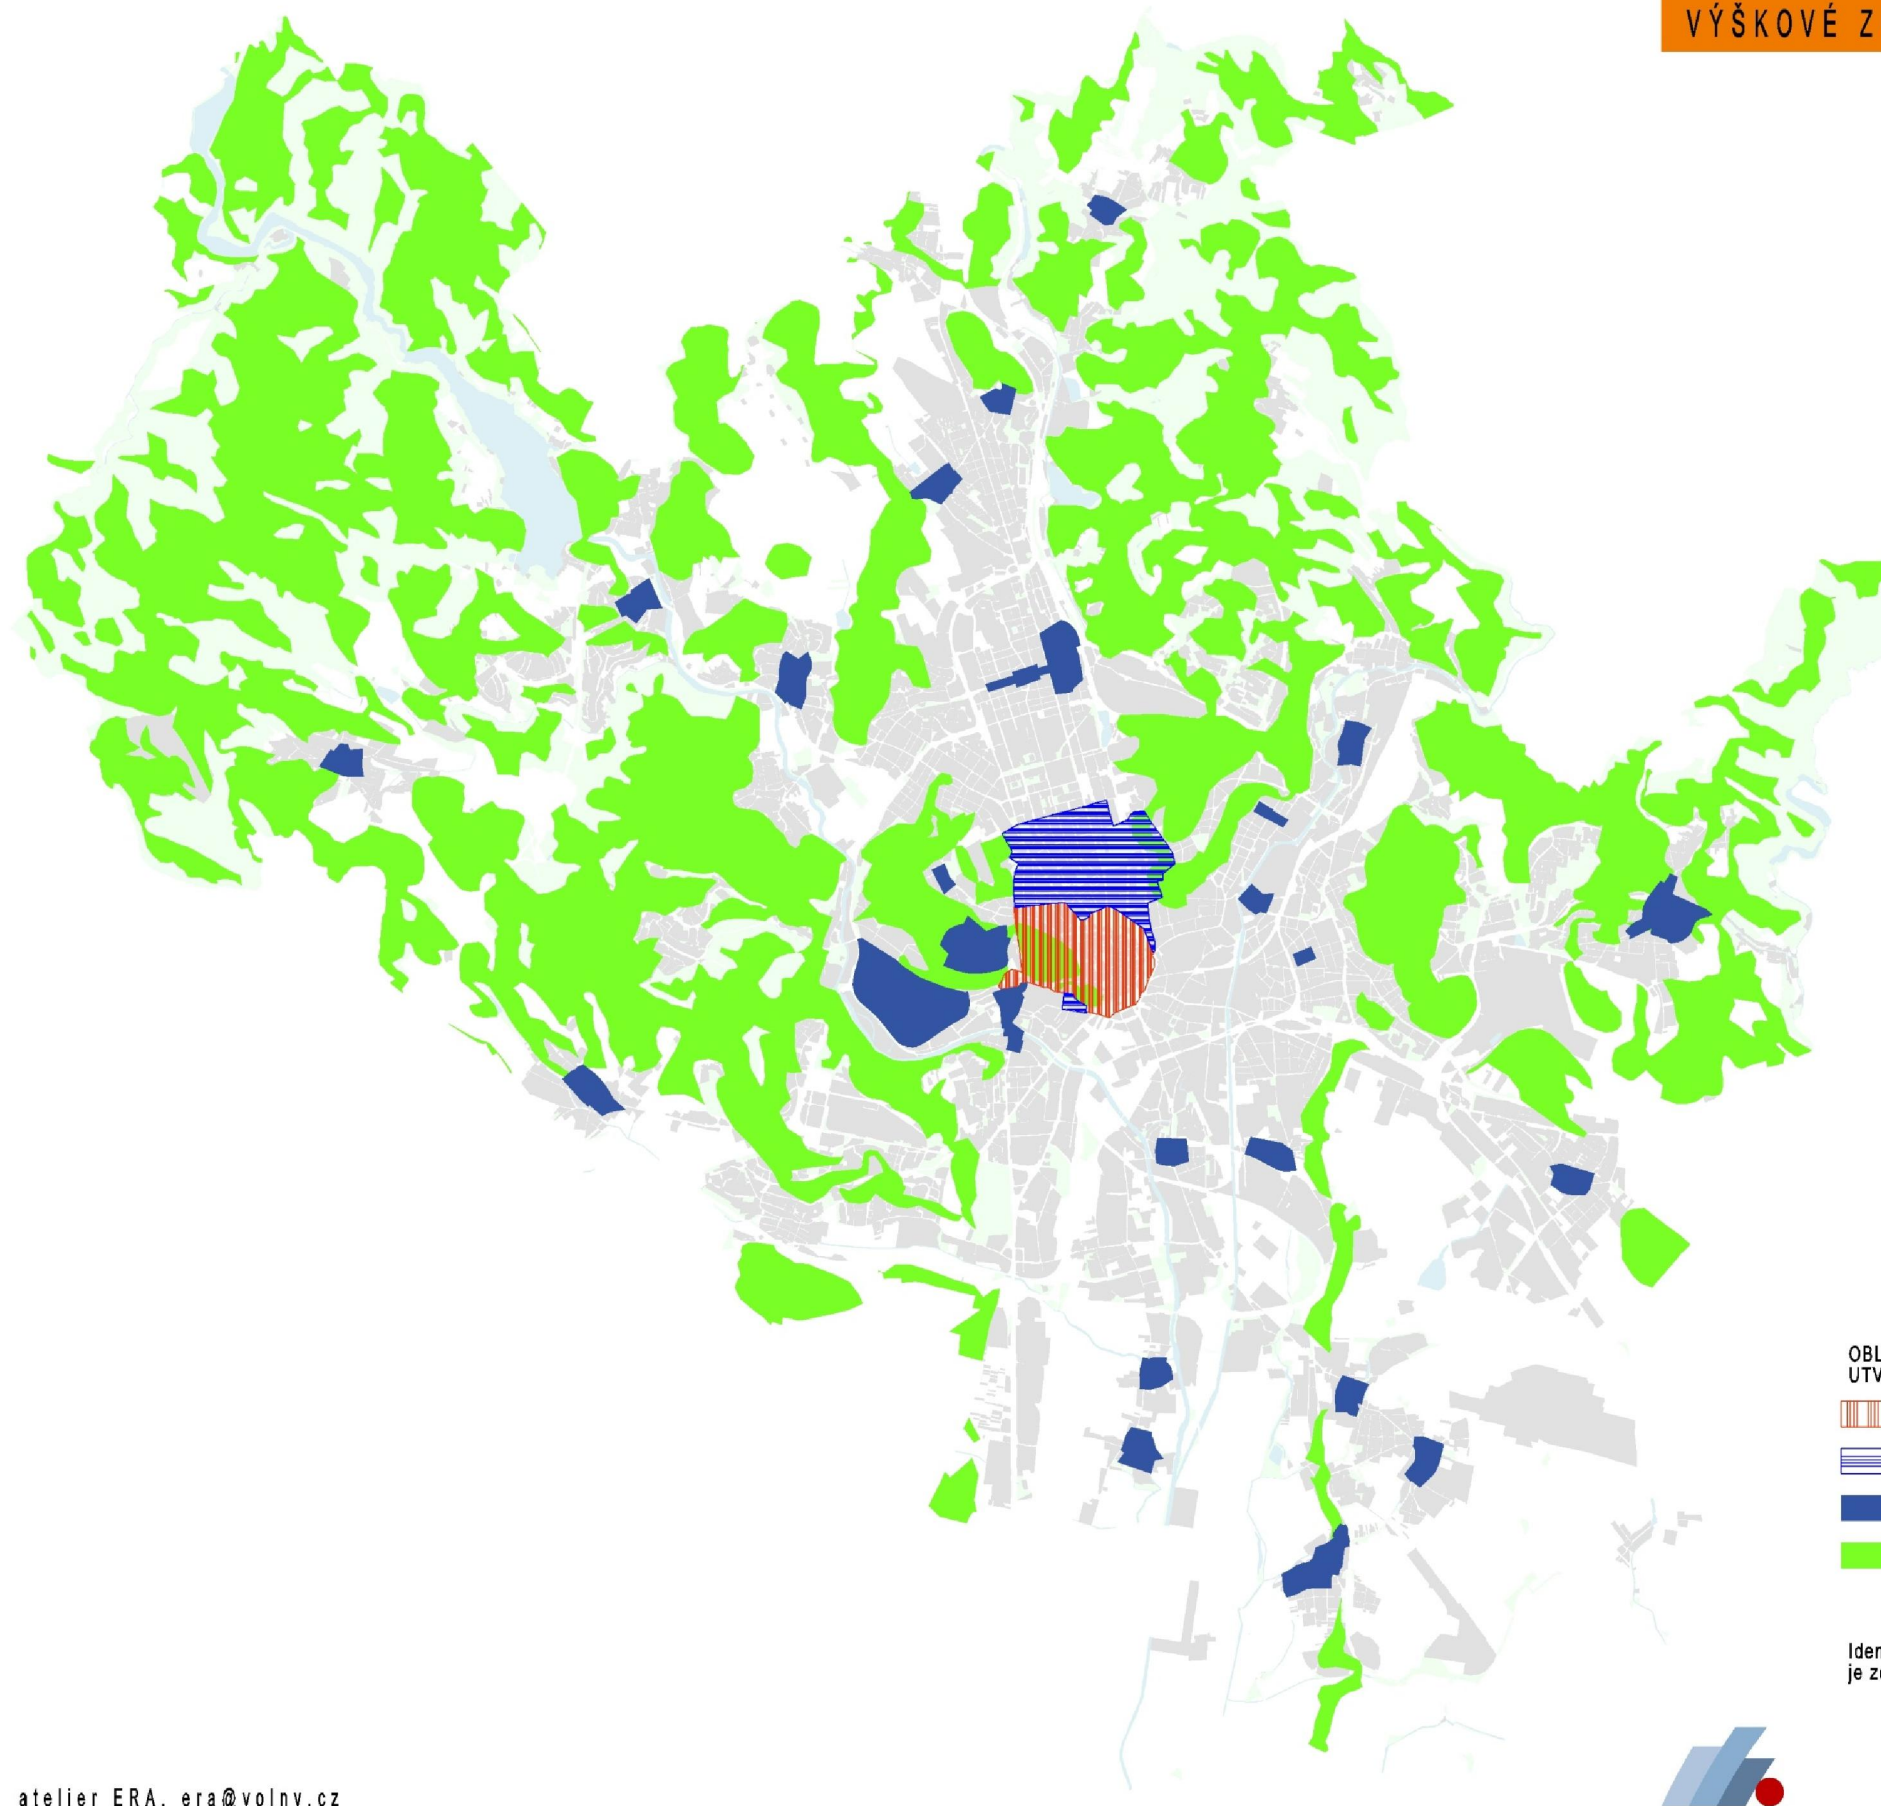 VÝŠKOVÉ Z
OBL
UTV
Iden
je z
atelier ERA, era@volny.cz